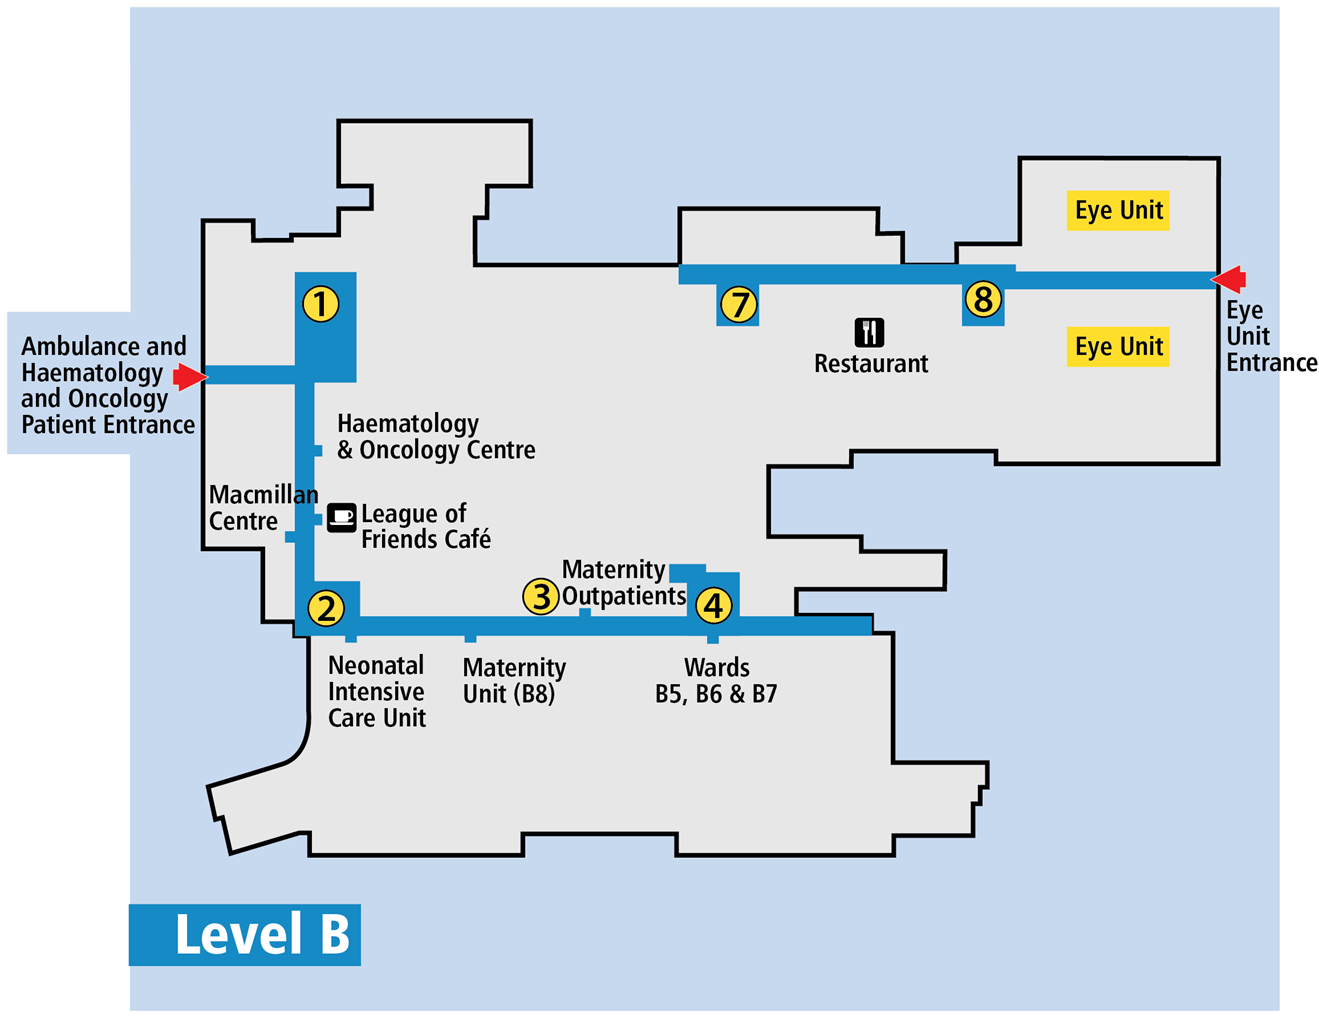 Eye Unit
1
7
8
Eye
Unit
Entrance
Ambulance and
Haematology
and Oncology
Patient Entrance
Restaurant
Eye Unit
Haematology
& Oncology Centre
Macmillan
Centre
League of
Friends Café
2
3
Maternity
Outpatients
4
Neonatal
Intensive
Care Unit
Maternity
Unit (B8)
Wards
B5, B6 & B7
Level B